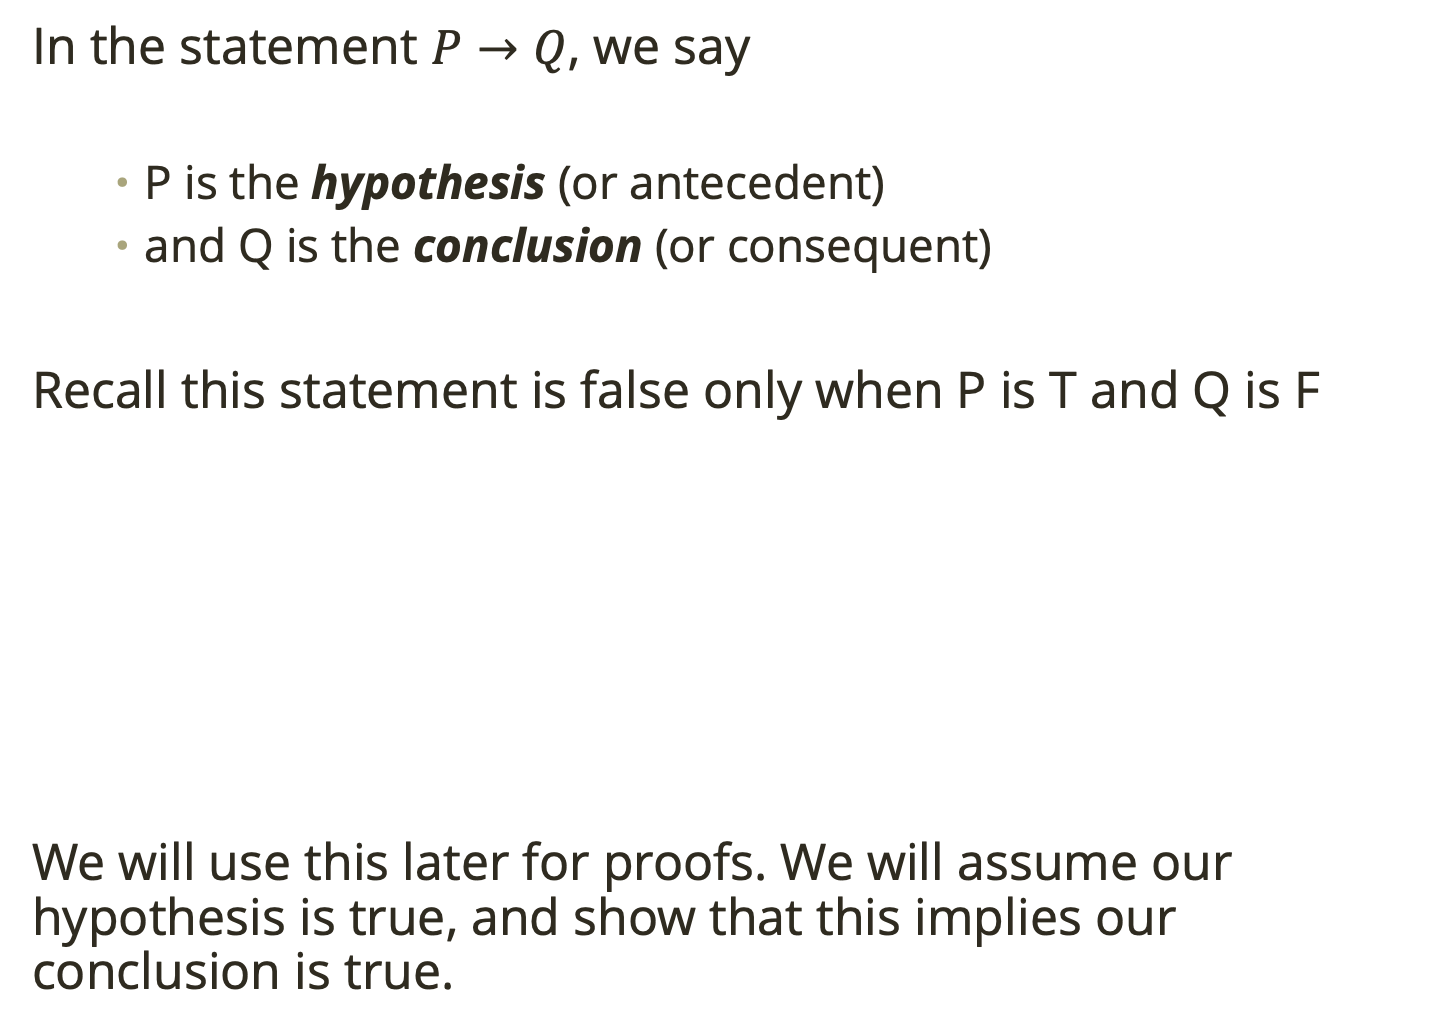 In the statement 𝑃 → 𝑄, we say
• P is the hypothesis (or antecedent)
• and Q is the conclusion (or consequent)
Recall this statement is false only when P is T and Q is F
We will use this later for proofs. We will assume our
hypothesis is true, and show that this implies our
conclusion is true.